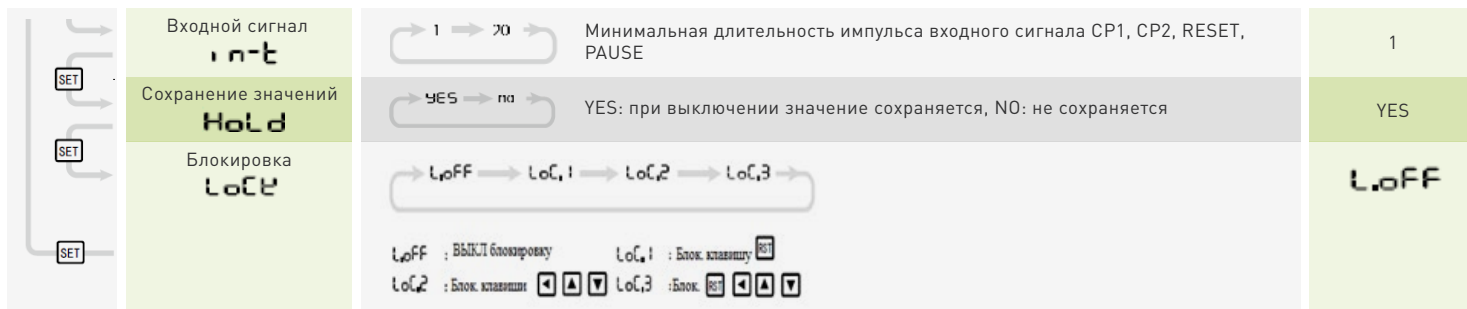 Входной сигнал
in-t
1 20
Минимальная длительность импульса входного сигнала CP1, CP2, RESET,
PAUSE
1
SET
Сохранение значений
HoLd
YES no
YES: при выключении значение сохраняется, NO: не сохраняется
YES
SET
Блокировка
LoCK
L.oFF LoC.1 LoC.2 LoC.3
L.oFF
SET
L.oFF : ВЫКЛ блокировку LoC.1 : Блок. клавишу RST
LoC.2 : Блок. клавиши ◄ ▲ ▼ LoC.3 :Блок. RST ◄ ▲ ▼